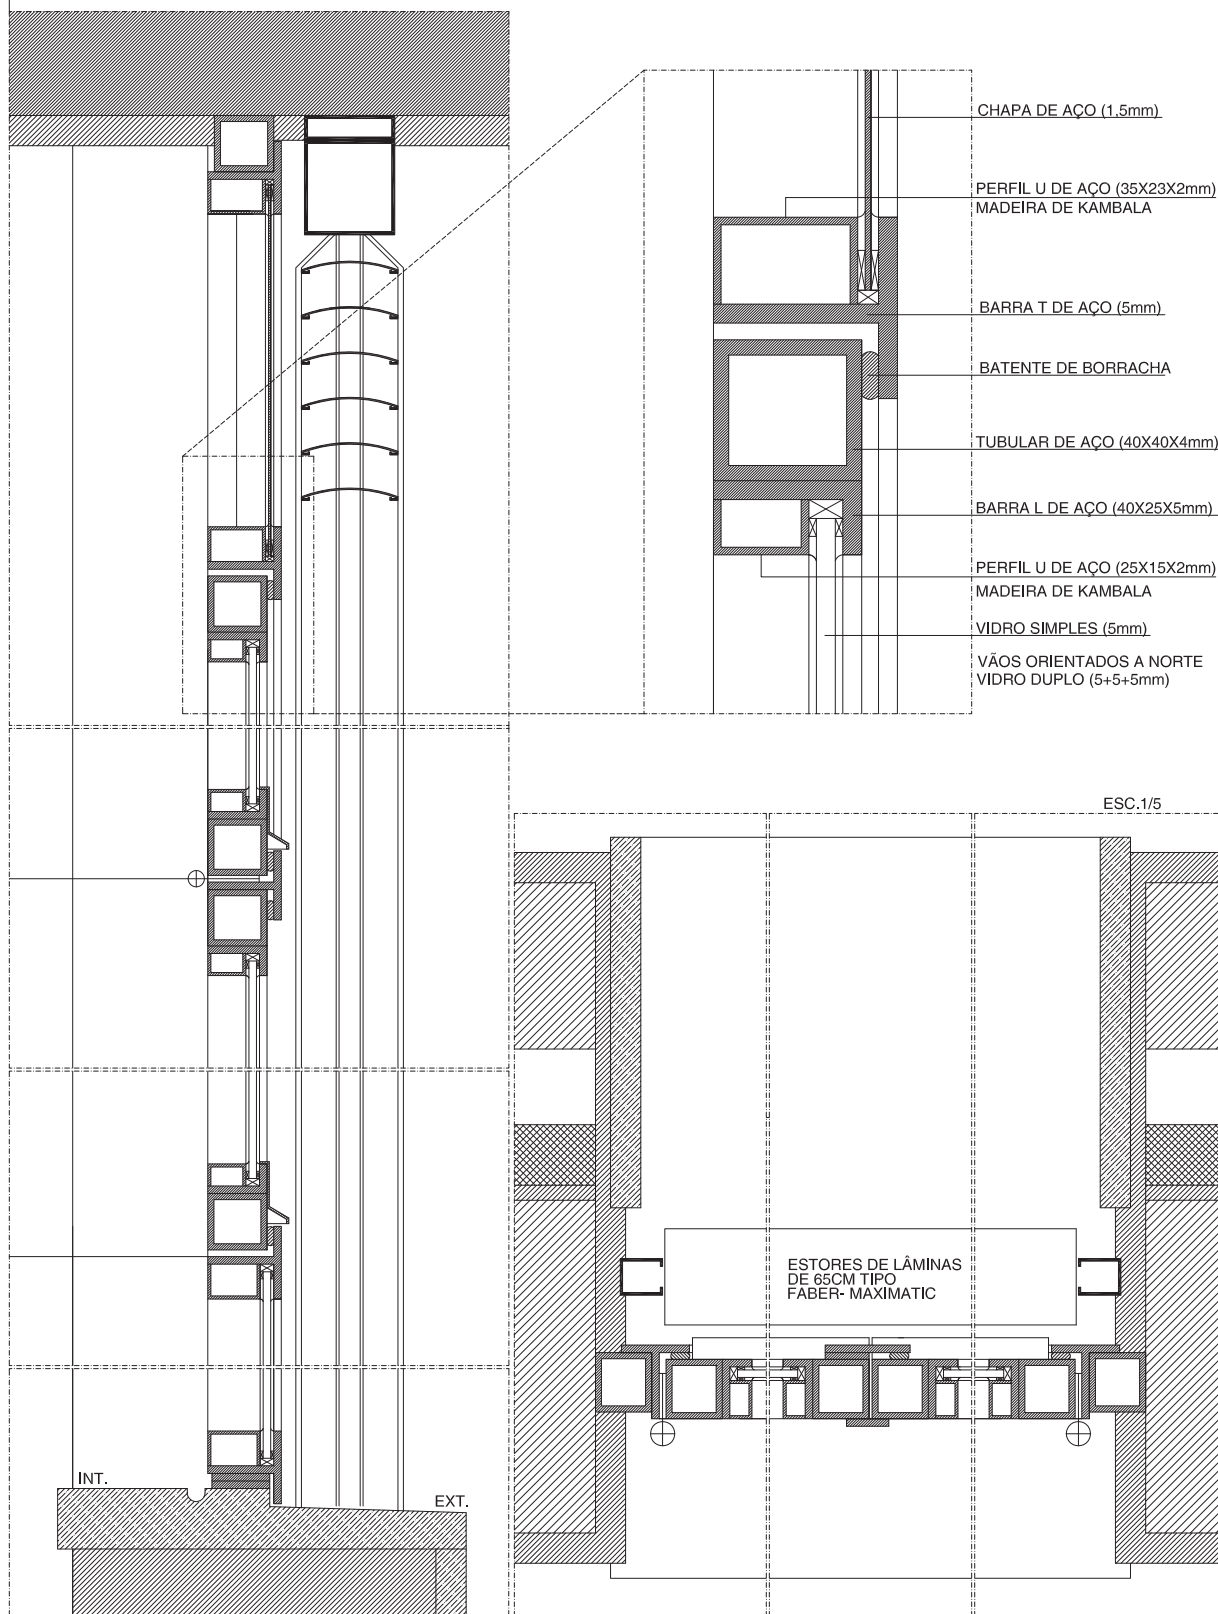 CHAPA DE AÇO (1,5mm)
PERFIL U DE AÇO (35X23X2mm)
MADEIRA DE KAMBALA
BARRA T DE AÇO (5mm)
BATENTE DE BORRACHA
TUBULAR DE AÇO (40X40X4mm)
BARRA L DE AÇO (40X25X5mm)
PERFIL U DE AÇO (25X15X2mm)
MADEIRA DE KAMBALA
VIDRO SIMPLES (5mm)
VÃOS ORIENTADOS A NORTE
VIDRO DUPLO (5+5+5mm)
ESC.1/5
ESTORES DE LÂMINAS
DE 65CM TIPO
FABER- MAXIMATIC
INT.
EXT.